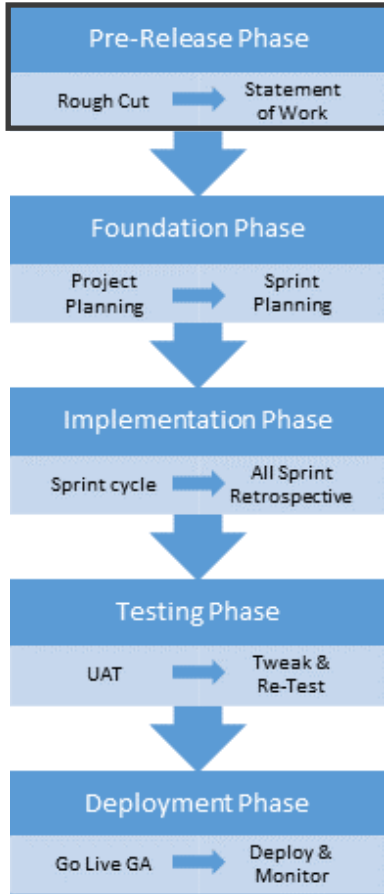 Pre-Release Phase
Rough Cut
Statement
of Work
Foundation Phase
Project
Planning
Sprint
Planning
Implementation Phase
Sprint cycle
All Sprint
Retrospective
Testing Phase
UAT
Tweak &
Re-Test
Deployment Phase
Go Live GA
Deploy &
Monitor